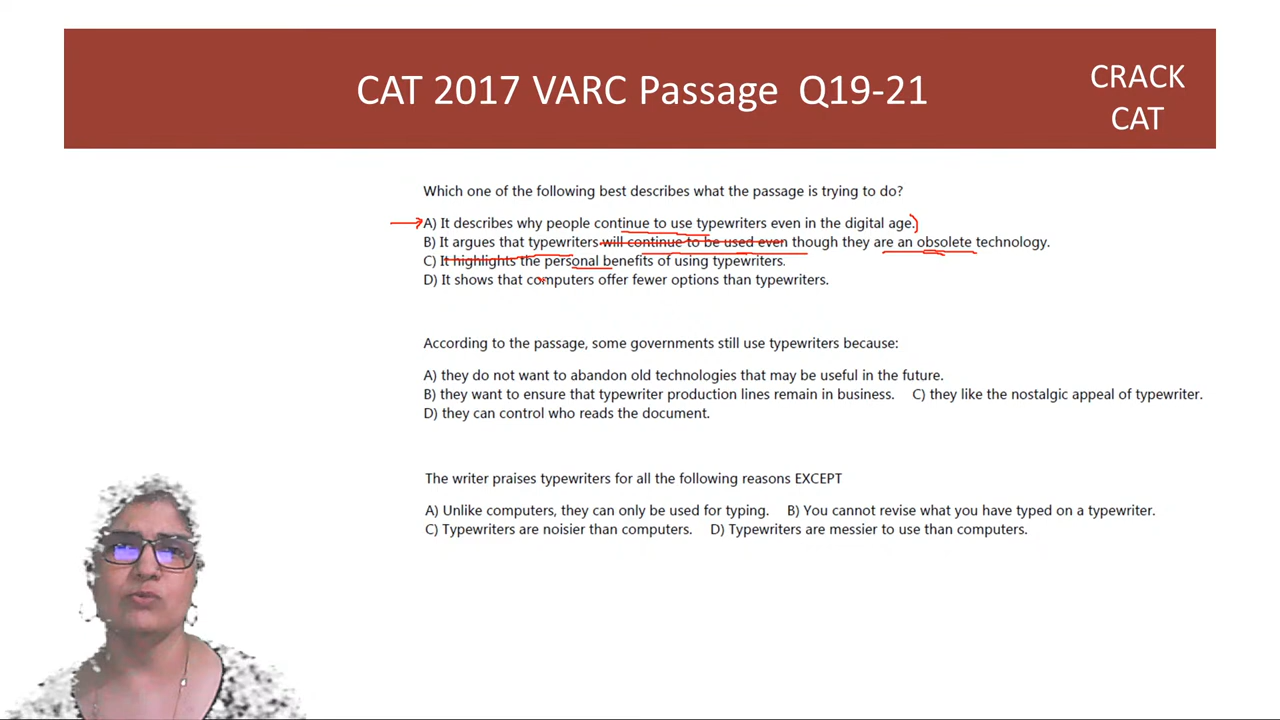 CAT 2017 VARC Passage Q19-21
CRACK
CAT
Which one of the following best describes what the passage is trying to do?
A) It describes why people continue to use typewriters even in the digital age.
B) It argues that typewriters will continue to be used even though they are an obsolete technology.
C) It highlights the personal benefits of using typewriters.
D) It shows that computers offer fewer options than typewriters.
According to the passage, some governments still use typewriters because:
A) they do not want to abandon old technologies that may be useful in the future.
B) they want to ensure that typewriter production lines remain in business. C) they like the nostalgic appeal of typewriter.
D) they can control who reads the document.
The writer praises typewriters for all the following reasons EXCEPT
A) Unlike computers, they can only be used for typing. B) You cannot revise what you have typed on a typewriter.
C) Typewriters are noisier than computers. D) Typewriters are messier to use than computers.